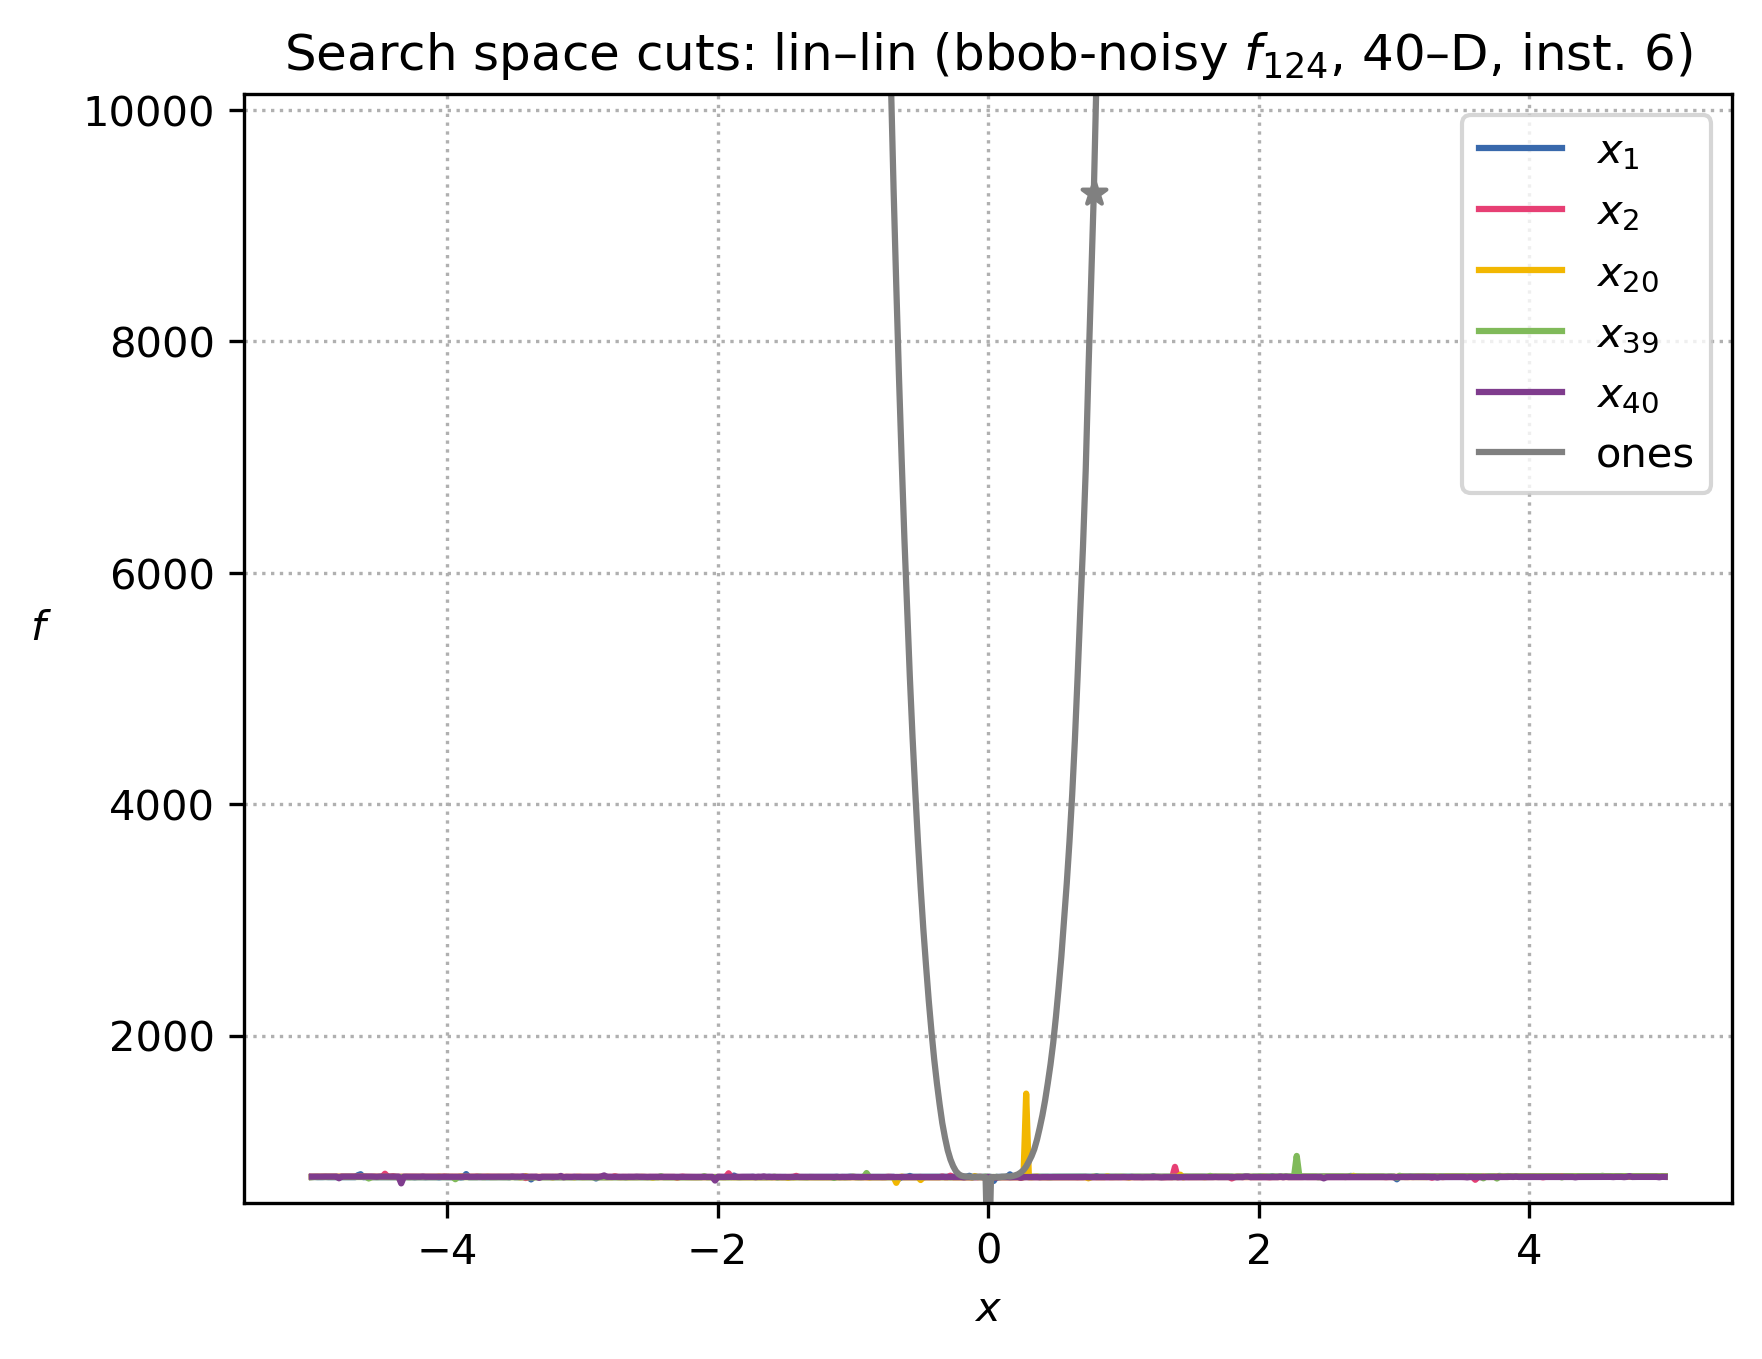 Search space cuts: lin–lin (bbob-noisy f₁₂₄, 40–D, inst. 6)
10000
8000
6000
4000
2000
f
−4
−2
0
2
4
x
x₁
x₂
x₂₀
x₃₉
x₄₀
ones